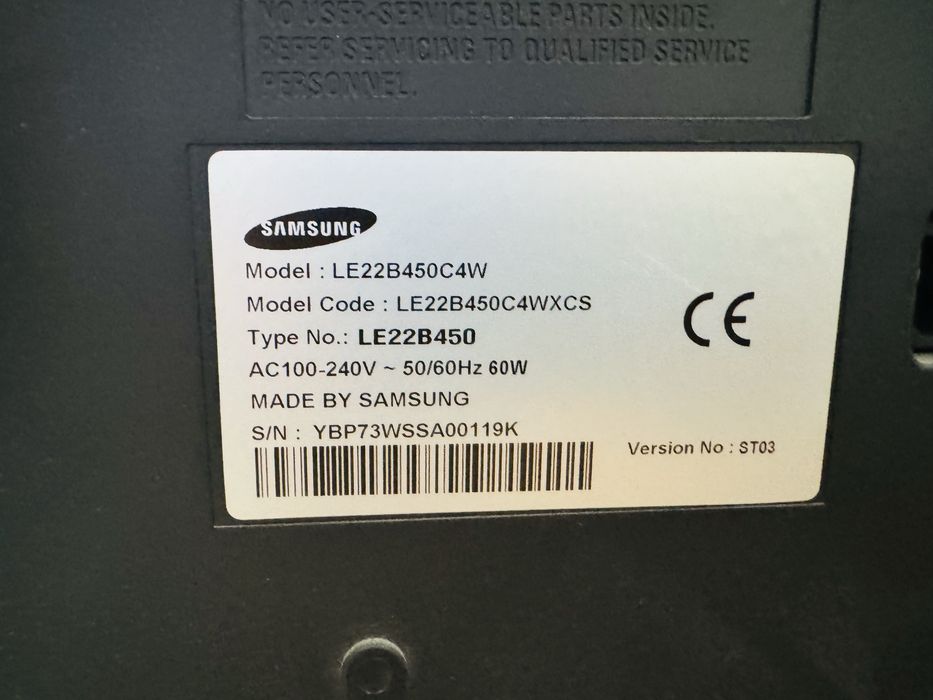 NO USER-SERVICEABLE PARTS INSIDE.
REFER SERVICING TO QUALIFIED SERVICE
PERSONNEL.
SAMSUNG
Model : LE22B450C4W
Model Code : LE22B450C4WXCS
Type No.: LE22B450
AC100-240V ~ 50/60Hz 60W
MADE BY SAMSUNG
S/N : YBP73WSSA00119K
CE
Version No : ST03